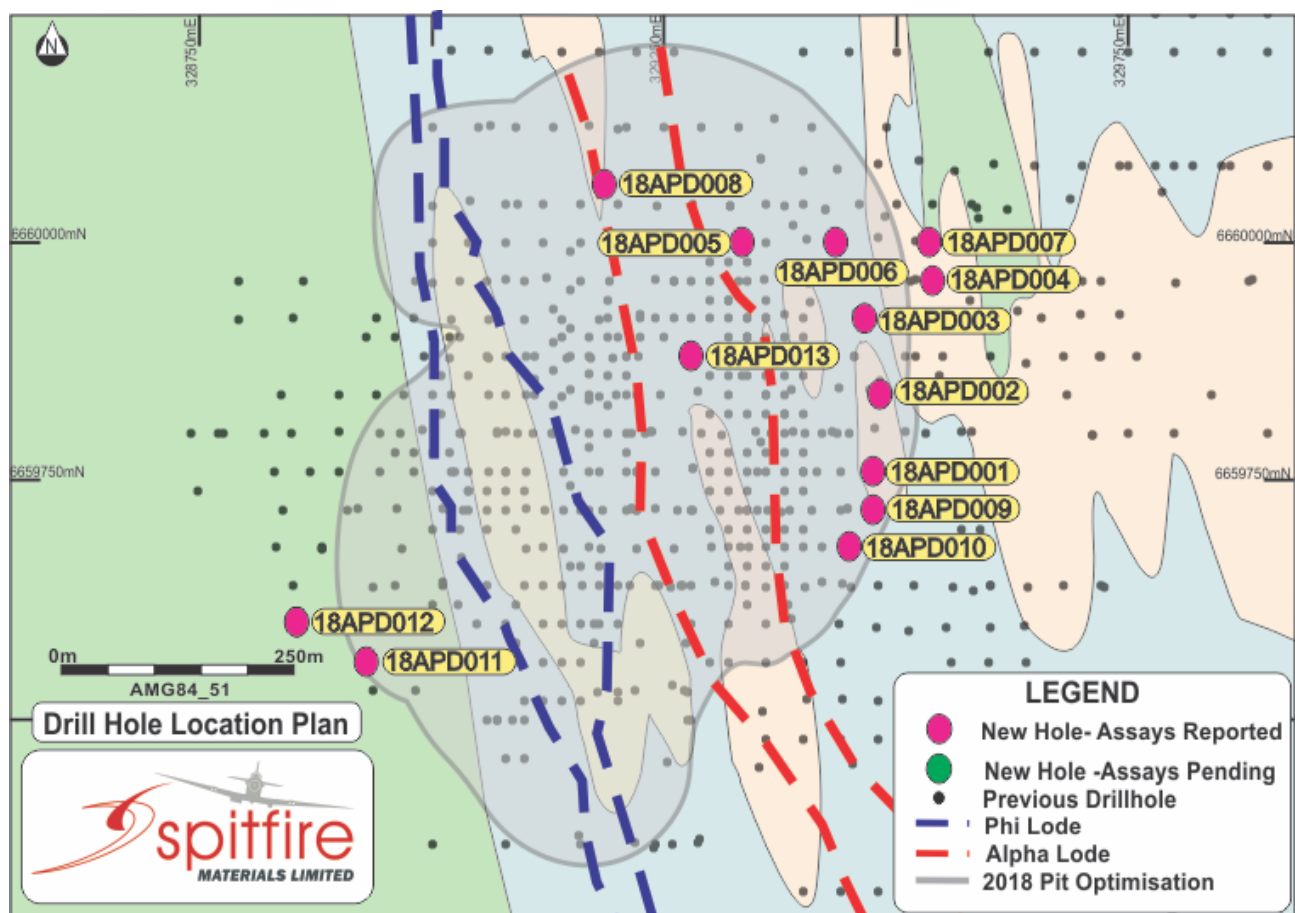 N
328750mE
329250mE
329750mE
18APD008
6660000mN
18APD005
18APD007
6660000mN
18APD006
18APD004
18APD003
18APD013
18APD002
6659750mN
18APD001
6659750mN
18APD009
18APD010
18APD012
18APD011
0m 250m
AMG84_51
Drill Hole Location Plan
spitfire
MATERIALS LIMITED
LEGEND
New Hole- Assays Reported
New Hole -Assays Pending
Previous Drillhole
Phi Lode
Alpha Lode
2018 Pit Optimisation